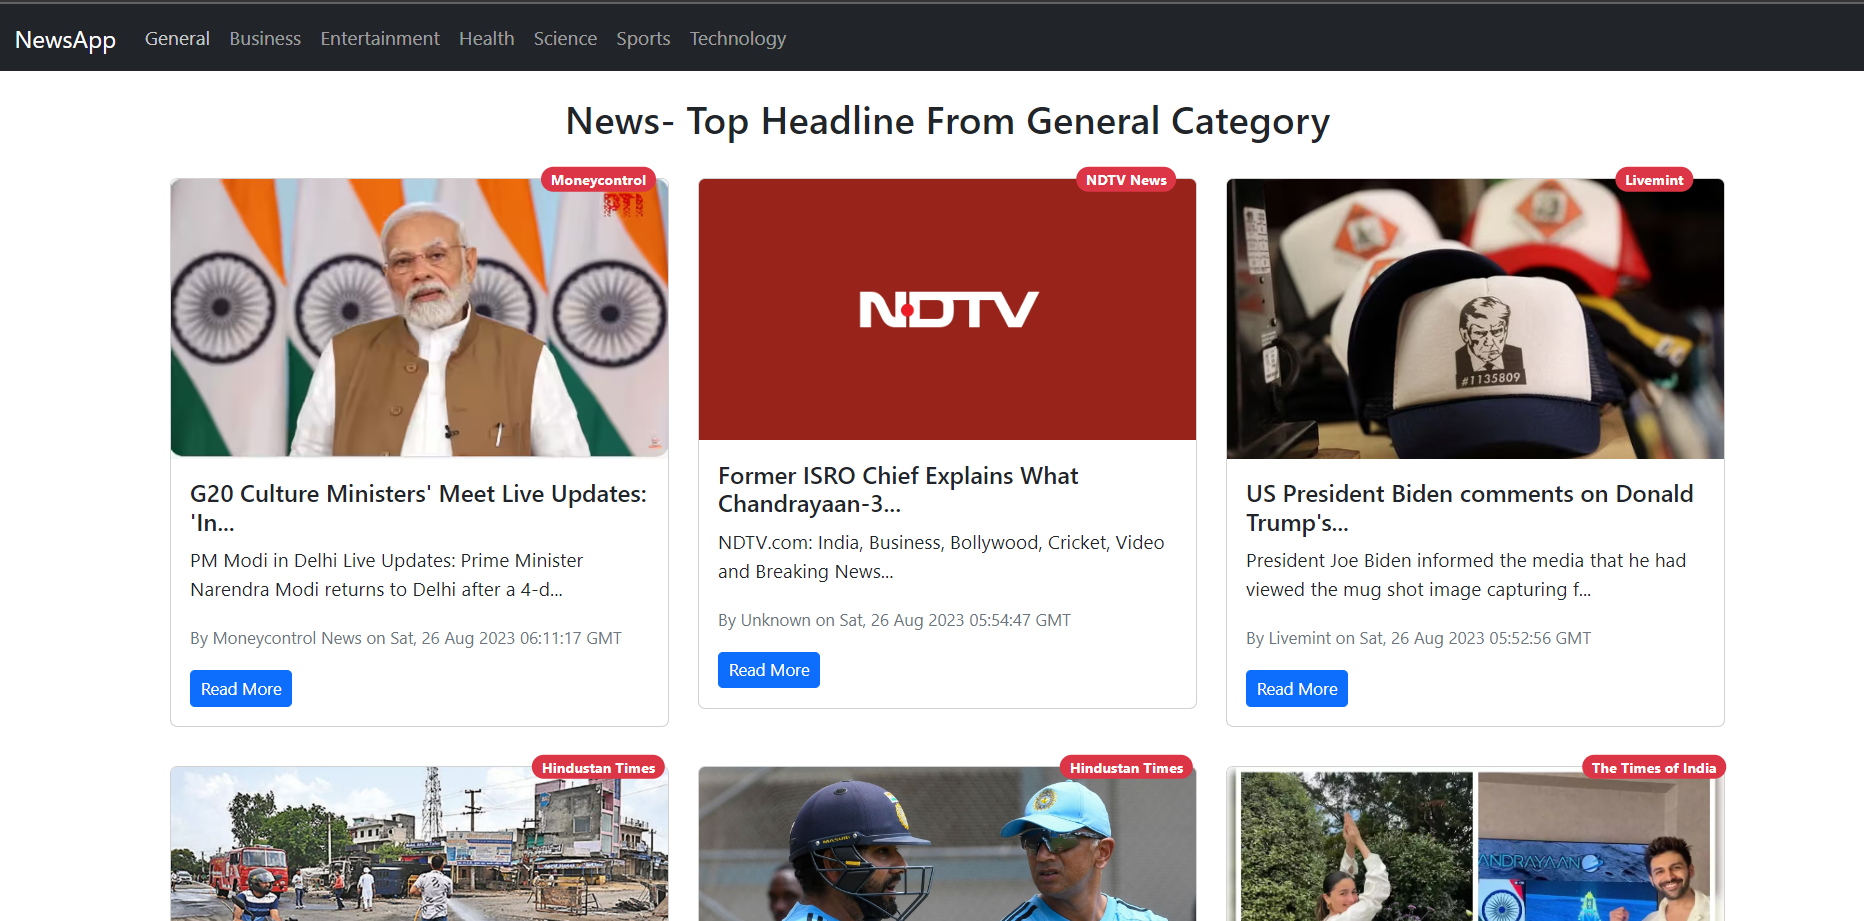 NewsApp General Business Entertainment Health Science Sports Technology
News- Top Headline From General Category
Moneycontrol
PTI
G20 Culture Ministers' Meet Live Updates:
'In...
PM Modi in Delhi Live Updates: Prime Minister
Narendra Modi returns to Delhi after a 4-d...
By Moneycontrol News on Sat, 26 Aug 2023 06:11:17 GMT
Read More
NDTV News
NDTV
Former ISRO Chief Explains What
Chandrayaan-3...
NDTV.com: India, Business, Bollywood, Cricket, Video
and Breaking News...
By Unknown on Sat, 26 Aug 2023 05:54:47 GMT
Read More
Livemint
#1135809
US President Biden comments on Donald
Trump's...
President Joe Biden informed the media that he had
viewed the mug shot image capturing f...
By Livemint on Sat, 26 Aug 2023 05:52:56 GMT
Read More
Hindustan Times
Hindustan Times
MASURI
The Times of India
ANDRAYAAN